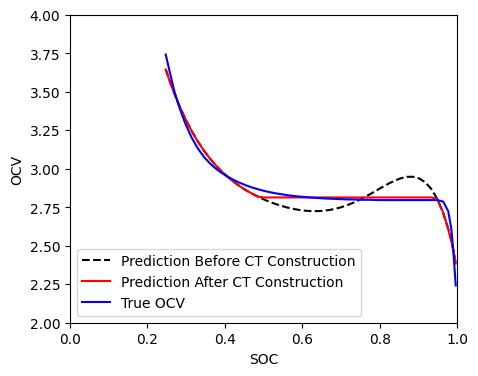 4.00
3.75
3.50
3.25
3.00
2.75
2.50
2.25
2.00
OCV
Prediction Before CT Construction
Prediction After CT Construction
True OCV
0.0 0.2 0.4 0.6 0.8 1.0
SOC